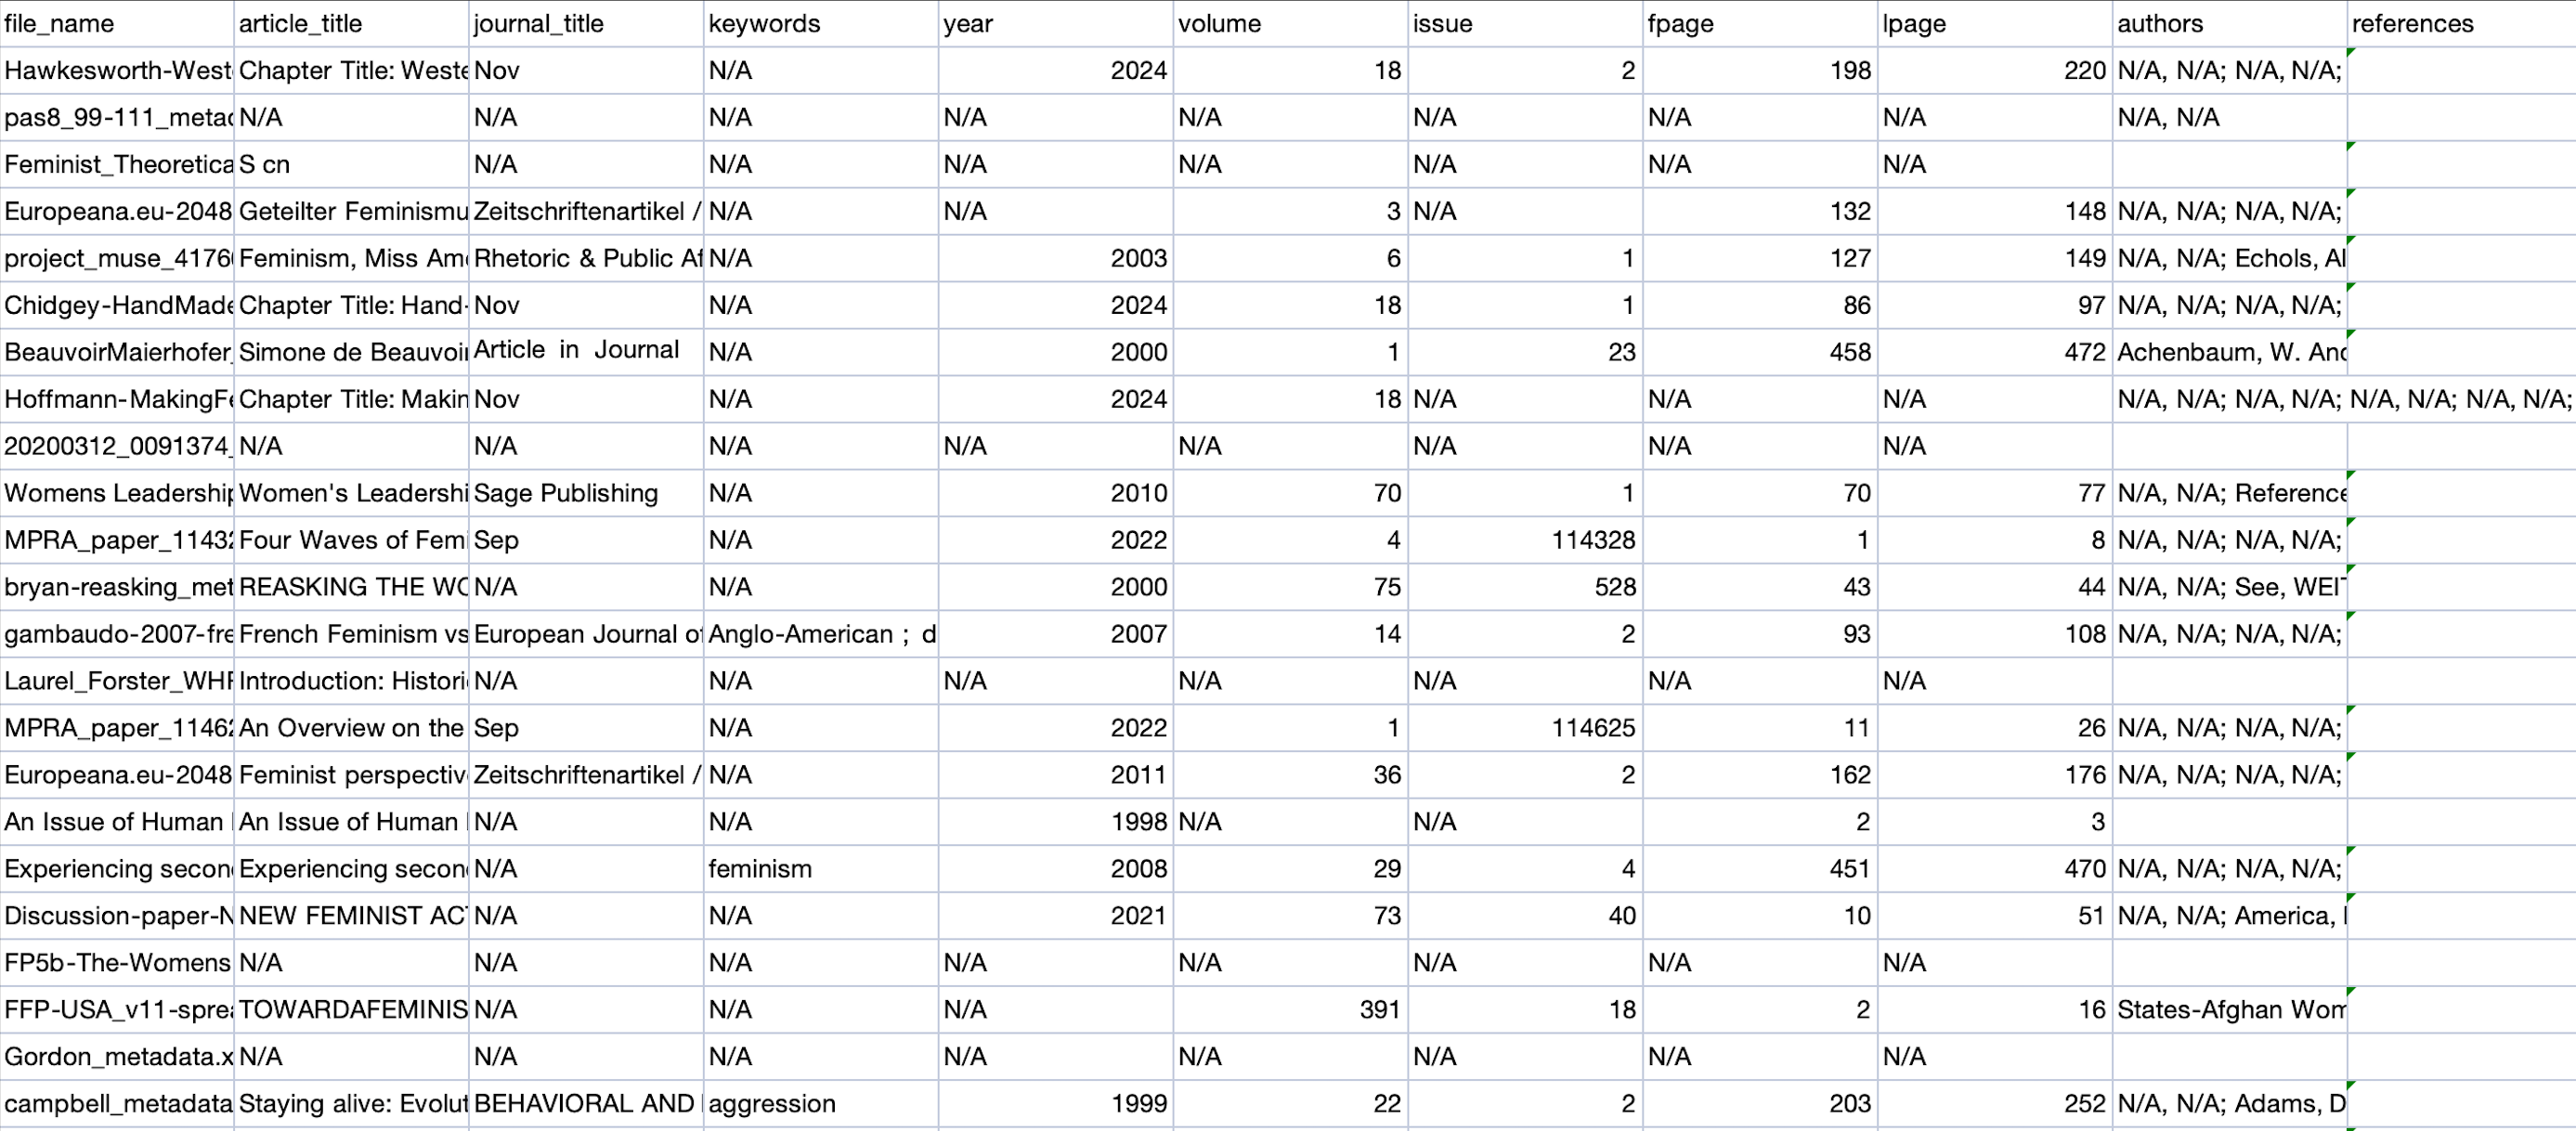 file_name article_title journal_title keywords year volume issue fpage lpage authors references
Hawkesworth-West Chapter Title: Weste Nov N/A 2024 18 2 198 220 N/A, N/A; N/A, N/A;
pas8_99-111_metad N/A N/A N/A N/A N/A N/A N/A N/A N/A, N/A
Feminist_Theoretica S cn N/A N/A N/A N/A N/A N/A N/A
Europeana.eu-2048 Geteilter Feminismu Zeitschriftenartikel / N/A N/A 3 N/A 132 148 N/A, N/A; N/A, N/A;
project_muse_4176 Feminism, Miss Ame Rhetoric & Public Af N/A 2003 6 1 127 149 N/A, N/A; Echols, Al
Chidgey-HandMade Chapter Title: Hand- Nov N/A 2024 18 1 86 97 N/A, N/A; N/A, N/A;
BeauvoirMaierhofer_ Simone de Beauvoir Article in Journal N/A 2000 1 23 458 472 Achenbaum, W. And
Hoffmann-MakingFe Chapter Title: Makin Nov N/A 2024 18 N/A N/A N/A N/A, N/A; N/A, N/A; N/A, N/A; N/A, N/A;
20200312_0091374_ N/A N/A N/A N/A N/A N/A N/A N/A
Womens Leadership Women's Leadershi Sage Publishing N/A 2010 70 1 70 77 N/A, N/A; Reference
MPRA_paper_11432 Four Waves of Femi Sep N/A 2022 4 114328 1 8 N/A, N/A; N/A, N/A;
bryan-reasking_met REASKING THE WO N/A N/A 2000 75 528 43 44 N/A, N/A; See, WEIT
gambaudo-2007-fre French Feminism vs European Journal of Anglo-American ; d 2007 14 2 93 108 N/A, N/A; N/A, N/A;
Laurel_Forster_WHR Introduction: Histori N/A N/A N/A N/A N/A N/A N/A
MPRA_paper_11462 An Overview on the Sep N/A 2022 1 114625 11 26 N/A, N/A; N/A, N/A;
Europeana.eu-2048 Feminist perspectiv Zeitschriftenartikel / N/A 2011 36 2 162 176 N/A, N/A; N/A, N/A;
An Issue of Human An Issue of Human N/A N/A 1998 N/A N/A 2 3
Experiencing secon Experiencing secon N/A feminism 2008 29 4 451 470 N/A, N/A; N/A, N/A;
Discussion-paper-N NEW FEMINIST ACT N/A N/A 2021 73 40 10 51 N/A, N/A; America,
FP5b-The-Womens N/A N/A N/A N/A N/A N/A N/A N/A
FFP-USA_v11-sprea TOWARDAFEMINIS N/A N/A N/A 391 18 2 16 States-Afghan Wom
Gordon_metadata.x N/A N/A N/A N/A N/A N/A N/A N/A
campbell_metadata Staying alive: Evolut BEHAVIORAL AND aggression 1999 22 2 203 252 N/A, N/A; Adams, D